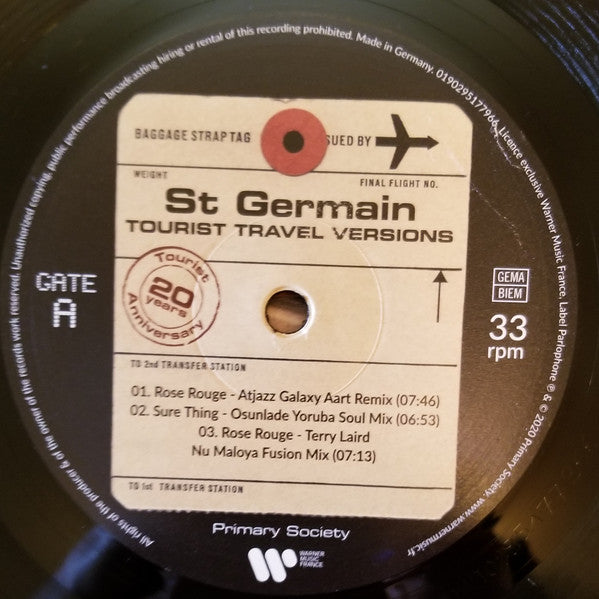 All rights of the producer & of the owner of the records work reserved. Unauthorized copying, public performance broadcasting hiring or rental of this recording prohibited. Made in Germany. 0190295177966. Licence exclusive Warner Music France, Label Parlophone ℗ & © 2020 Primary Society. www.warnermusic.fr
BAGGAGE STRAP TAG
SUED BY
WEIGHT
FINAL FLIGHT NO.
St Germain
TOURIST TRAVEL VERSIONS
Tourist
20
years
Anniversary
GATE
A
GEMA
BIEM
33
rpm
TO 2nd TRANSFER STATION
01. Rose Rouge - Atjazz Galaxy Aart Remix (07:46)
02. Sure Thing - Osunlade Yoruba Soul Mix (06:53)
03. Rose Rouge - Terry Laird
Nu Maloya Fusion Mix (07:13)
TO 1st TRANSFER STATION
Primary Society
WARNER
MUSIC
FRANCE